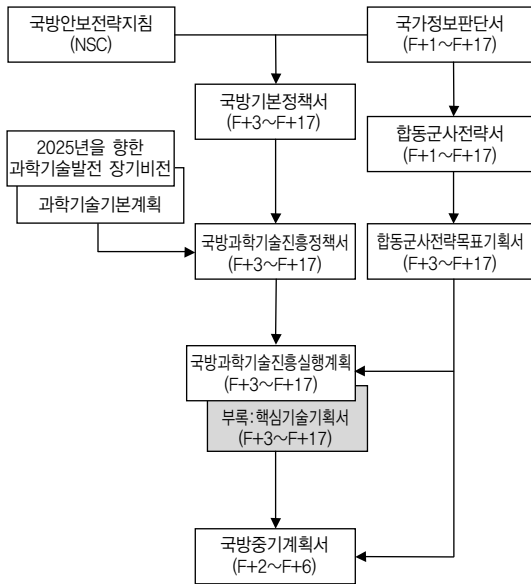 국방안보전략지침
(NSC)
국가정보판단서
(F+1～F+17)
국방기본정책서
(F+3～F+17)
합동군사전략서
(F+1～F+17)
2025년을 향한
과학기술발전 장기비전
과학기술기본계획
국방과학기술진흥정책서
(F+3～F+17)
합동군사전략목표기획서
(F+3～F+17)
국방과학기술진흥실행계획
(F+3～F+17)
부록:핵심기술기획서
(F+3～F+17)
국방중기계획서
(F+2～F+6)